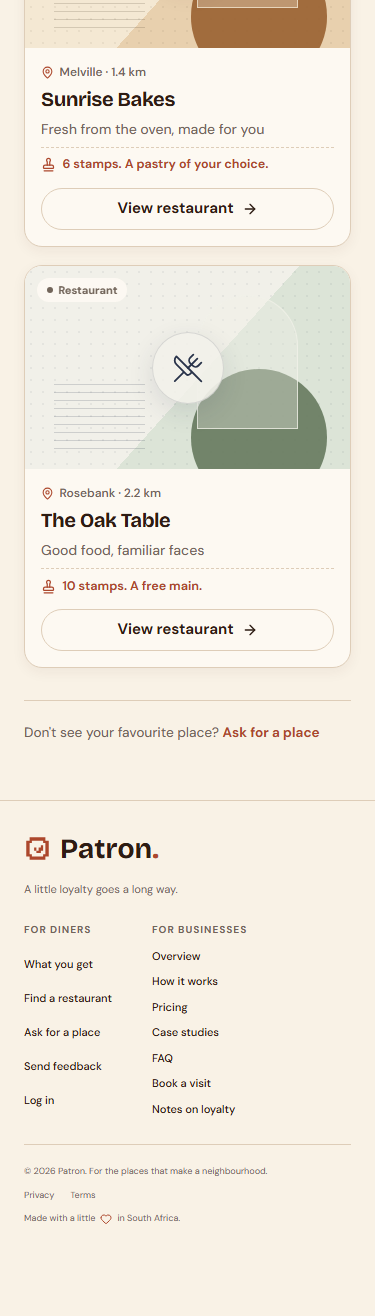 Melville · 1.4 km
Sunrise Bakes
Fresh from the oven, made for you
6 stamps. A pastry of your choice.
View restaurant →
Restaurant
Rosebank · 2.2 km
The Oak Table
Good food, familiar faces
10 stamps. A free main.
View restaurant →
Don't see your favourite place? Ask for a place
Patron.
A little loyalty goes a long way.
FOR DINERS
What you get
Find a restaurant
Ask for a place
Send feedback
Log in
FOR BUSINESSES
Overview
How it works
Pricing
Case studies
FAQ
Book a visit
Notes on loyalty
© 2026 Patron. For the places that make a neighbourhood.
Privacy Terms
Made with a little ♡ in South Africa.